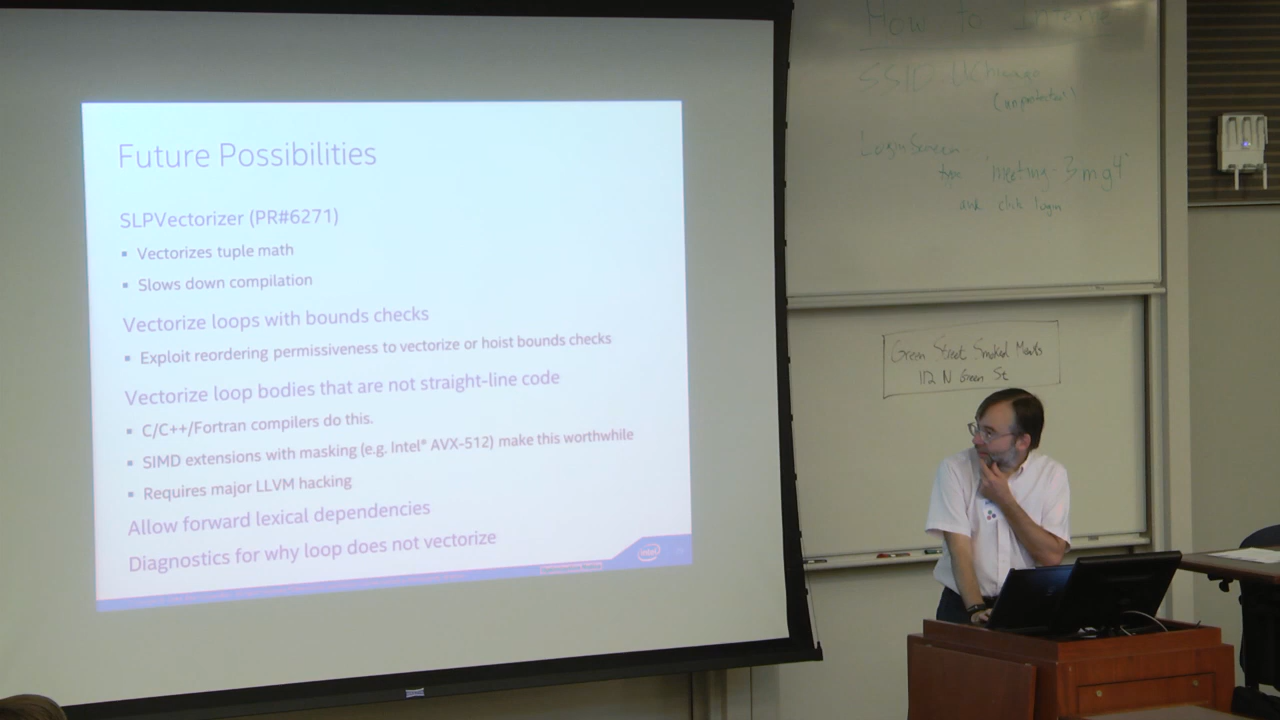 Future Possibilities
SLPVectorizer (PR#6271)
▪ Vectorizes tuple math
▪ Slows down compilation
Vectorize loops with bounds checks
▪ Exploit reordering permissiveness to vectorize or hoist bounds checks
Vectorize loop bodies that are not straight-line code
▪ C/C++/Fortran compilers do this.
▪ SIMD extensions with masking (e.g. Intel® AVX-512) make this worthwhile
▪ Requires major LLVM hacking
Allow forward lexical dependencies
Diagnostics for why loop does not vectorize
intel
How to
SSID UChicago
Login Screen
"meeting-3mg4"
and click login
Green Street Smoked Meats
112 N Green St